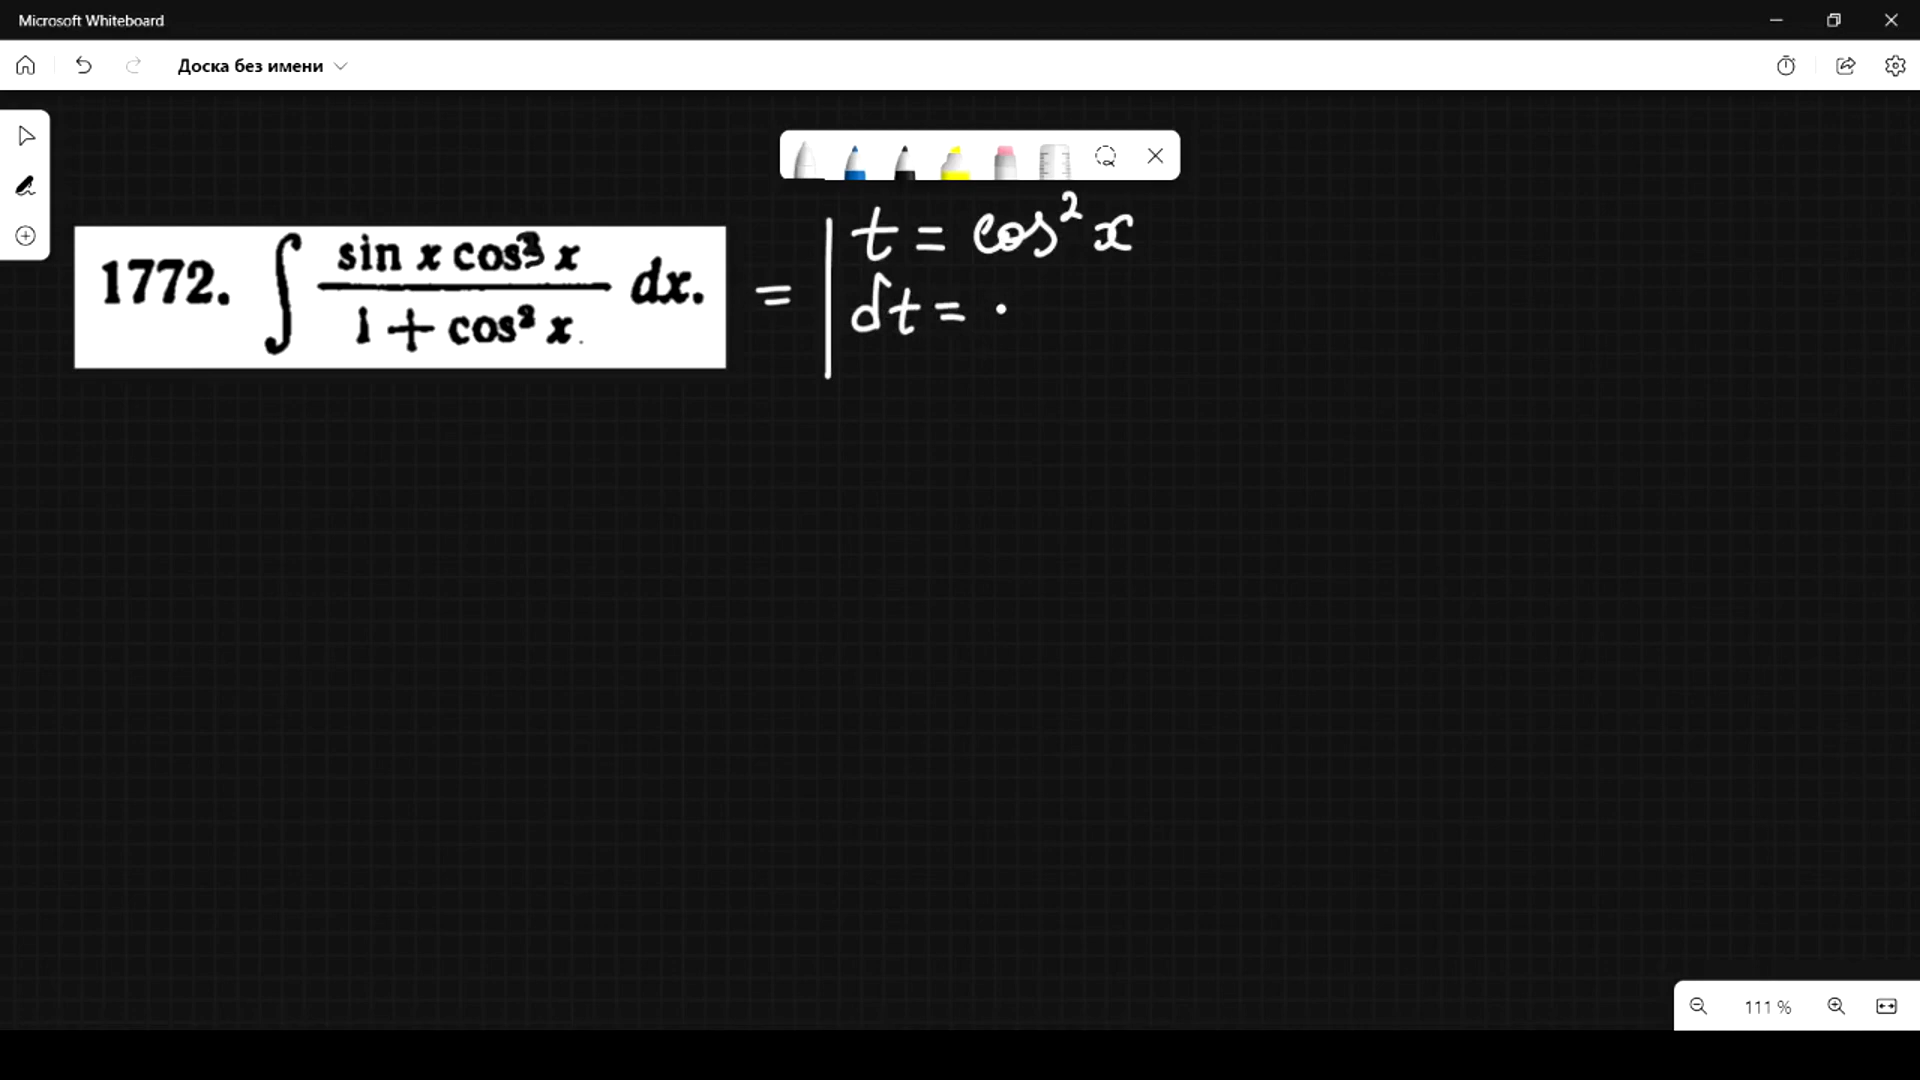 Microsoft Whiteboard
Доска без имени
1772. ∫ sin x cos³ x / 1 + cos² x dx. =
t = cos² x
dt = ·
111 %